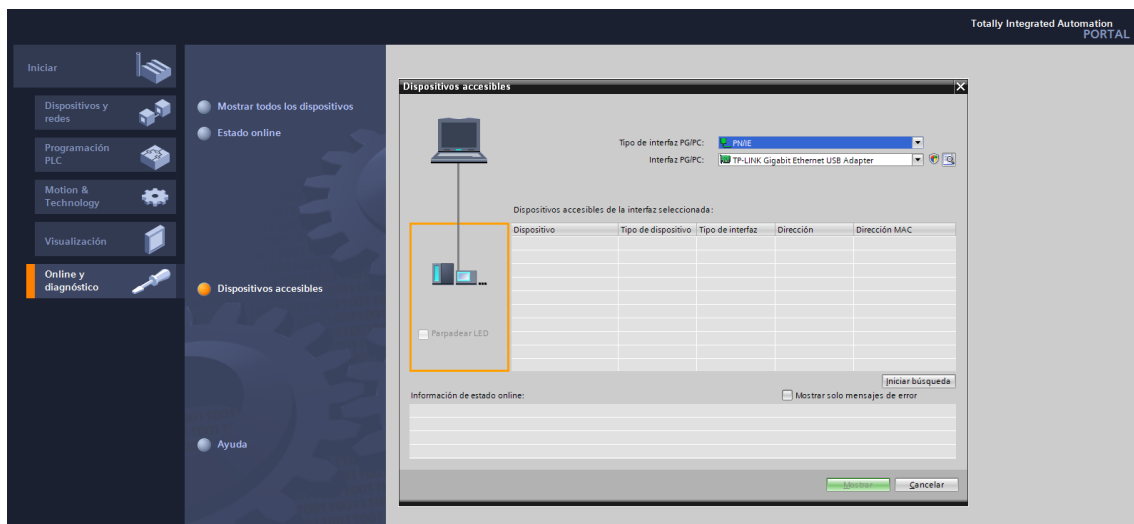 Totally Integrated Automation
PORTAL
Iniciar
Dispositivos y
redes
Programación
PLC
Motion &
Technology
Visualización
Online y
diagnóstico
Mostrar todos los dispositivos
Estado online
Dispositivos accesibles
Ayuda
Dispositivos accesibles
Tipo de interfaz PG/PC: PN/IE
Interfaz PG/PC: TP-LINK Gigabit Ethernet USB Adapter
Dispositivos accesibles de la interfaz seleccionada:
Dispositivo Tipo de dispositivo Tipo de interfaz Dirección Dirección MAC
Parpadear LED
Iniciar búsqueda
Información de estado online: Mostrar solo mensajes de error
Mostrar Cancelar